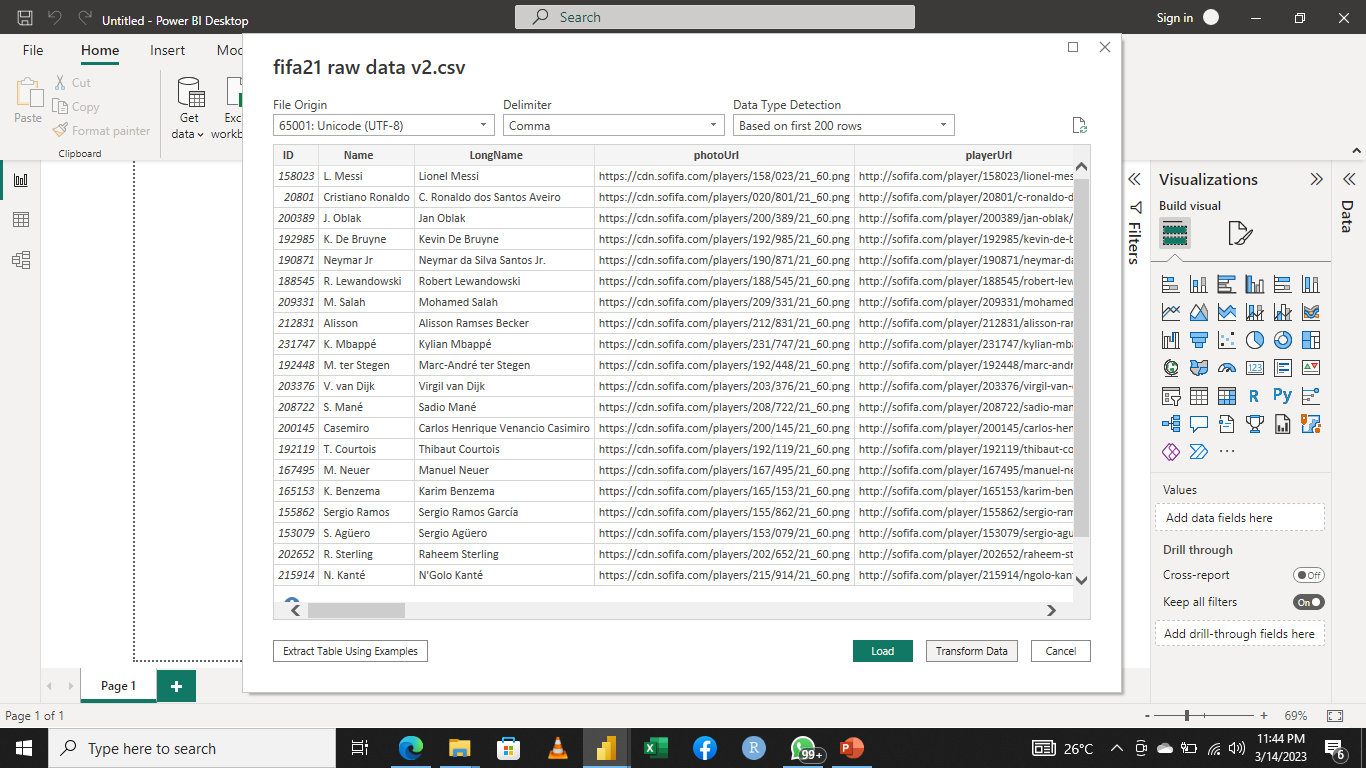 Untitled - Power BI Desktop
Search
Sign in
File Home Insert Mod
Paste
Cut
Copy
Format painter
Clipboard
Get data
Exc
workb
fifa21 raw data v2.csv
File Origin Delimiter Data Type Detection
65001: Unicode (UTF-8) Comma Based on first 200 rows
ID Name LongName photoUrl playerUrl
158023 L. Messi Lionel Messi https://cdn.sofifa.com/players/158/023/21_60.png http://sofifa.com/player/158023/lionel-mes
20801 Cristiano Ronaldo C. Ronaldo dos Santos Aveiro https://cdn.sofifa.com/players/020/801/21_60.png http://sofifa.com/player/20801/c-ronaldo-d
200389 J. Oblak Jan Oblak https://cdn.sofifa.com/players/200/389/21_60.png http://sofifa.com/player/200389/jan-oblak/
192985 K. De Bruyne Kevin De Bruyne https://cdn.sofifa.com/players/192/985/21_60.png http://sofifa.com/player/192985/kevin-de-b
190871 Neymar Jr Neymar da Silva Santos Jr. https://cdn.sofifa.com/players/190/871/21_60.png http://sofifa.com/player/190871/neymar-da
188545 R. Lewandowski Robert Lewandowski https://cdn.sofifa.com/players/188/545/21_60.png http://sofifa.com/player/188545/robert-lew
209331 M. Salah Mohamed Salah https://cdn.sofifa.com/players/209/331/21_60.png http://sofifa.com/player/209331/mohamed
212831 Alisson Alisson Ramses Becker https://cdn.sofifa.com/players/212/831/21_60.png http://sofifa.com/player/212831/alisson-ran
231747 K. Mbappé Kylian Mbappé https://cdn.sofifa.com/players/231/747/21_60.png http://sofifa.com/player/231747/kylian-mba
192448 M. ter Stegen Marc-André ter Stegen https://cdn.sofifa.com/players/192/448/21_60.png http://sofifa.com/player/192448/marc-andr
203376 V. van Dijk Virgil van Dijk https://cdn.sofifa.com/players/203/376/21_60.png http://sofifa.com/player/203376/virgil-van-
208722 S. Mané Sadio Mané https://cdn.sofifa.com/players/208/722/21_60.png http://sofifa.com/player/208722/sadio-man
200145 Casemiro Carlos Henrique Venancio Casimiro https://cdn.sofifa.com/players/200/145/21_60.png http://sofifa.com/player/200145/carlos-hen
192119 T. Courtois Thibaut Courtois https://cdn.sofifa.com/players/192/119/21_60.png http://sofifa.com/player/192119/thibaut-co
167495 M. Neuer Manuel Neuer https://cdn.sofifa.com/players/167/495/21_60.png http://sofifa.com/player/167495/manuel-ne
165153 K. Benzema Karim Benzema https://cdn.sofifa.com/players/165/153/21_60.png http://sofifa.com/player/165153/karim-ben
155862 Sergio Ramos Sergio Ramos García https://cdn.sofifa.com/players/155/862/21_60.png http://sofifa.com/player/155862/sergio-ram
153079 S. Agüero Sergio Agüero https://cdn.sofifa.com/players/153/079/21_60.png http://sofifa.com/player/153079/sergio-agu
202652 R. Sterling Raheem Sterling https://cdn.sofifa.com/players/202/652/21_60.png http://sofifa.com/player/202652/raheem-st
215914 N. Kanté N'Golo Kanté https://cdn.sofifa.com/players/215/914/21_60.png http://sofifa.com/player/215914/ngolo-kan
Extract Table Using Examples Load Transform Data Cancel
Filters
Visualizations
Build visual
123
R Py
Values
Add data fields here
Drill through
Cross-report Off
Keep all filters On
Add drill-through fields here
Data
Page 1
Page 1 of 1
- + 69%
Type here to search
99+
26°C
11:44 PM
3/14/2023
6